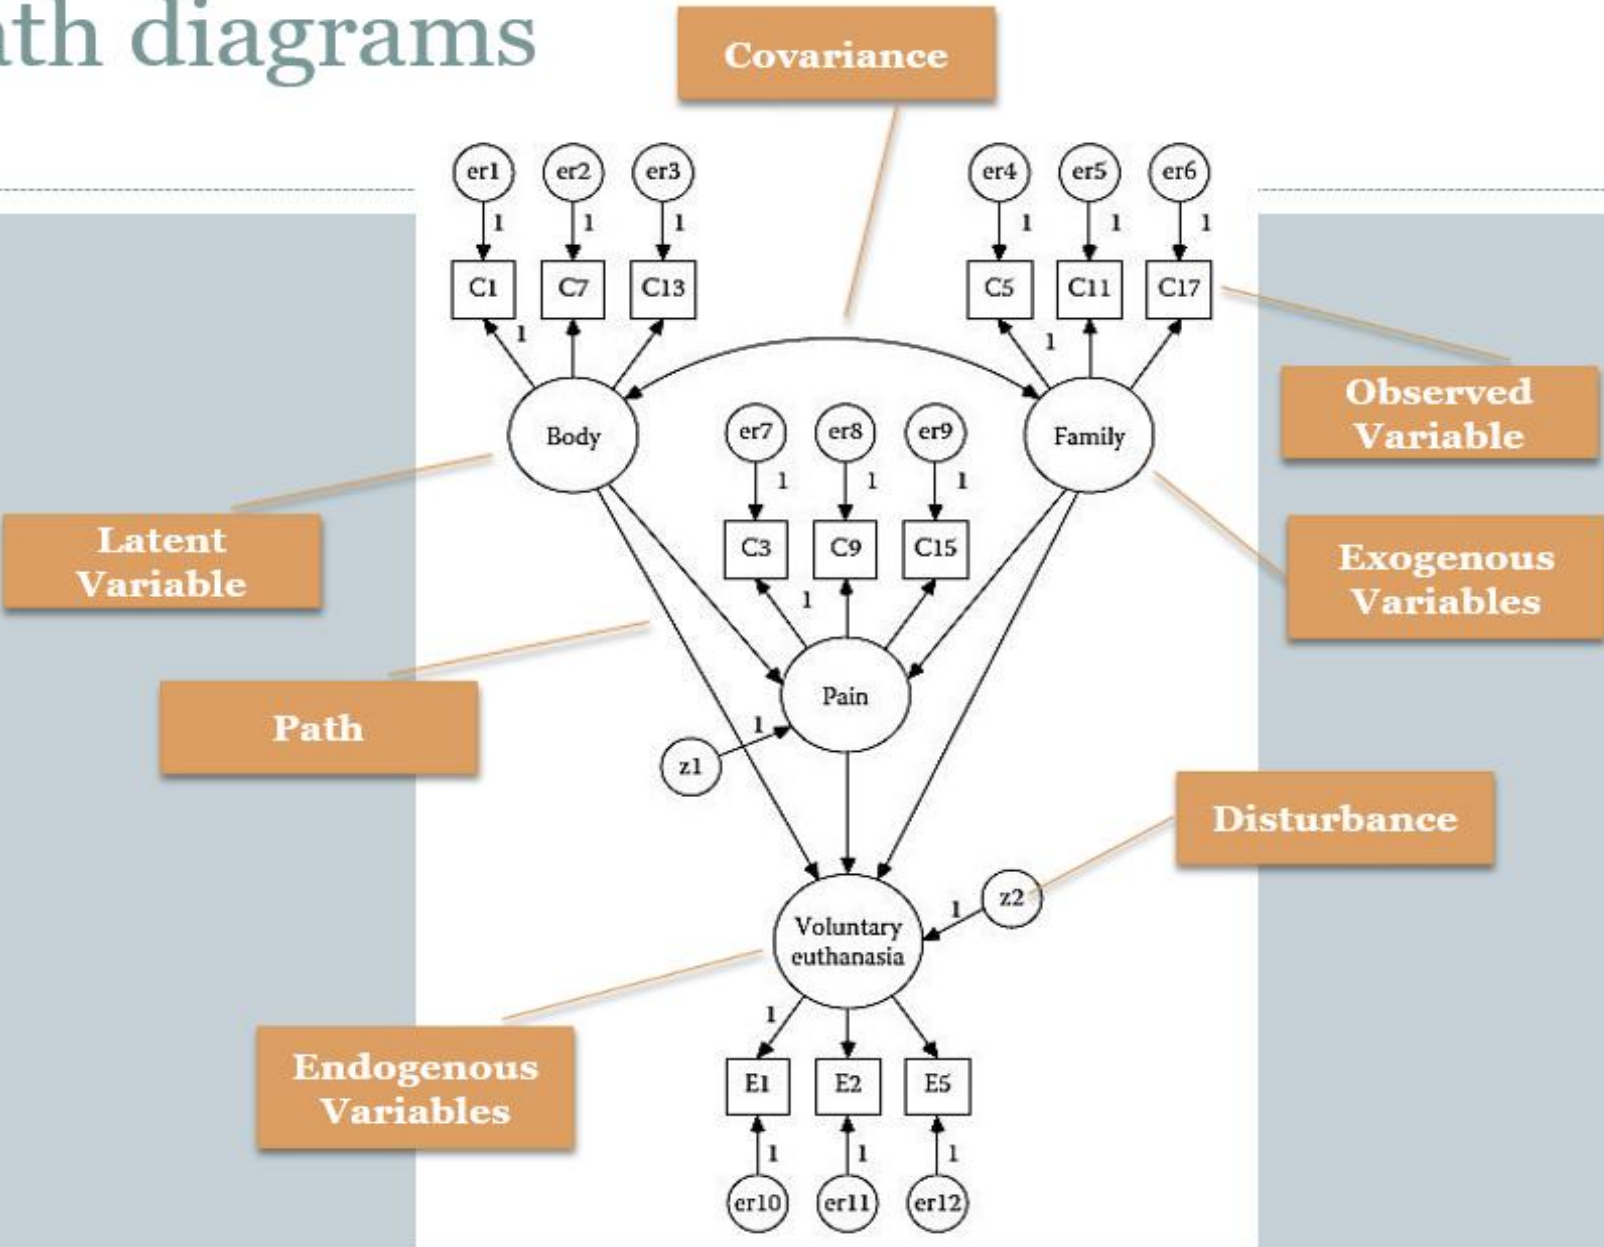 ath diagrams
Covariance
er1 er2 er3 er4 er5 er6
1 1 1 1 1 1
C1 C7 C13 C5 C11 C17
1 1
Observed
Variable
Body Family
er7 er8 er9
1 1 1
Latent
Variable
C3 C9 C15
Exogenous
Variables
1
Pain
Path
1
z1
Disturbance
z2
1
Voluntary
euthanasia
1
Endogenous
Variables
E1 E2 E5
1 1 1
er10 er11 er12